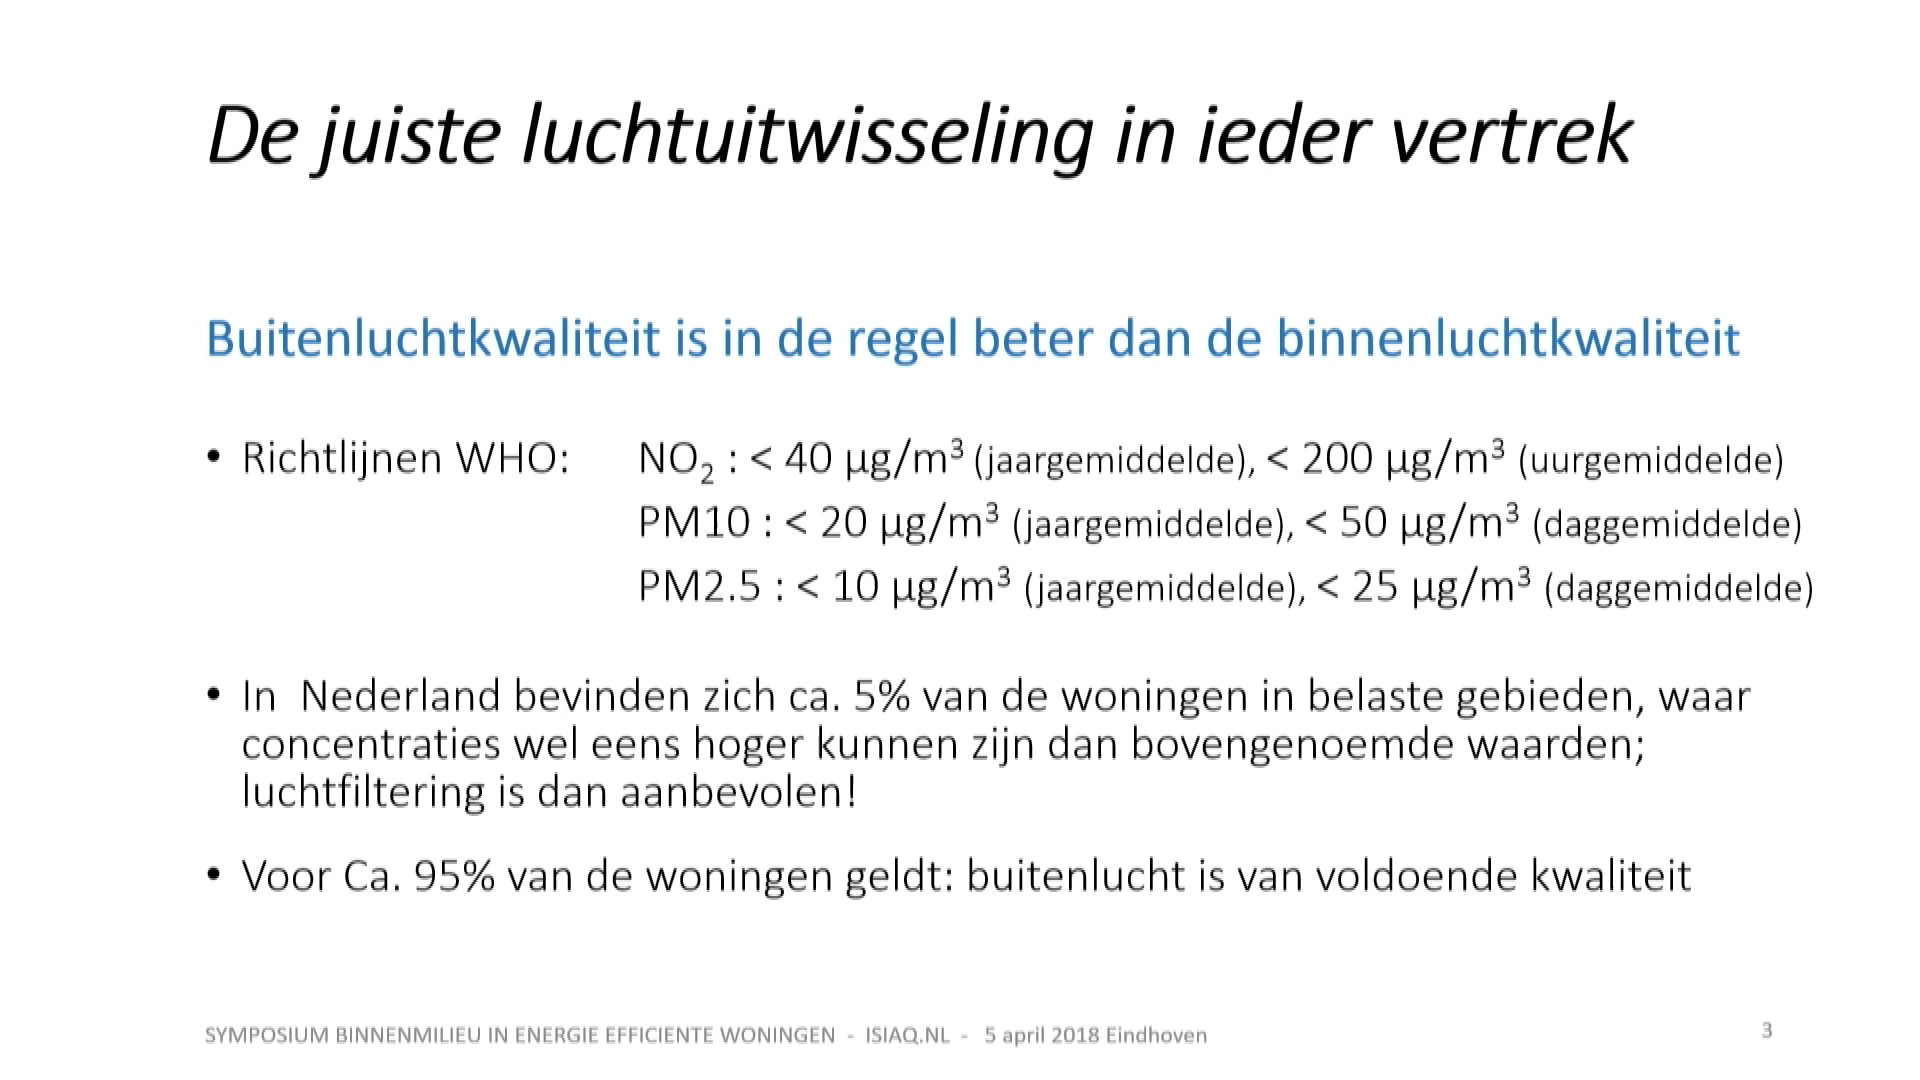 De juiste luchtuitwisseling in ieder vertrek
Buitenluchtkwaliteit is in de regel beter dan de binnenluchtkwaliteit
• Richtlijnen WHO: NO₂ : < 40 µg/m³ (jaargemiddelde), < 200 µg/m³ (uurgemiddelde)
PM10 : < 20 µg/m³ (jaargemiddelde), < 50 µg/m³ (daggemiddelde)
PM2.5 : < 10 µg/m³ (jaargemiddelde), < 25 µg/m³ (daggemiddelde)
• In  Nederland bevinden zich ca. 5% van de woningen in belaste gebieden, waar
concentraties wel eens hoger kunnen zijn dan bovengenoemde waarden;
luchtfiltering is dan aanbevolen!
• Voor Ca. 95% van de woningen geldt: buitenlucht is van voldoende kwaliteit
SYMPOSIUM BINNENMILIEU IN ENERGIE EFFICIENTE WONINGEN - ISIAQ.NL - 5 april 2018 Eindhoven
3